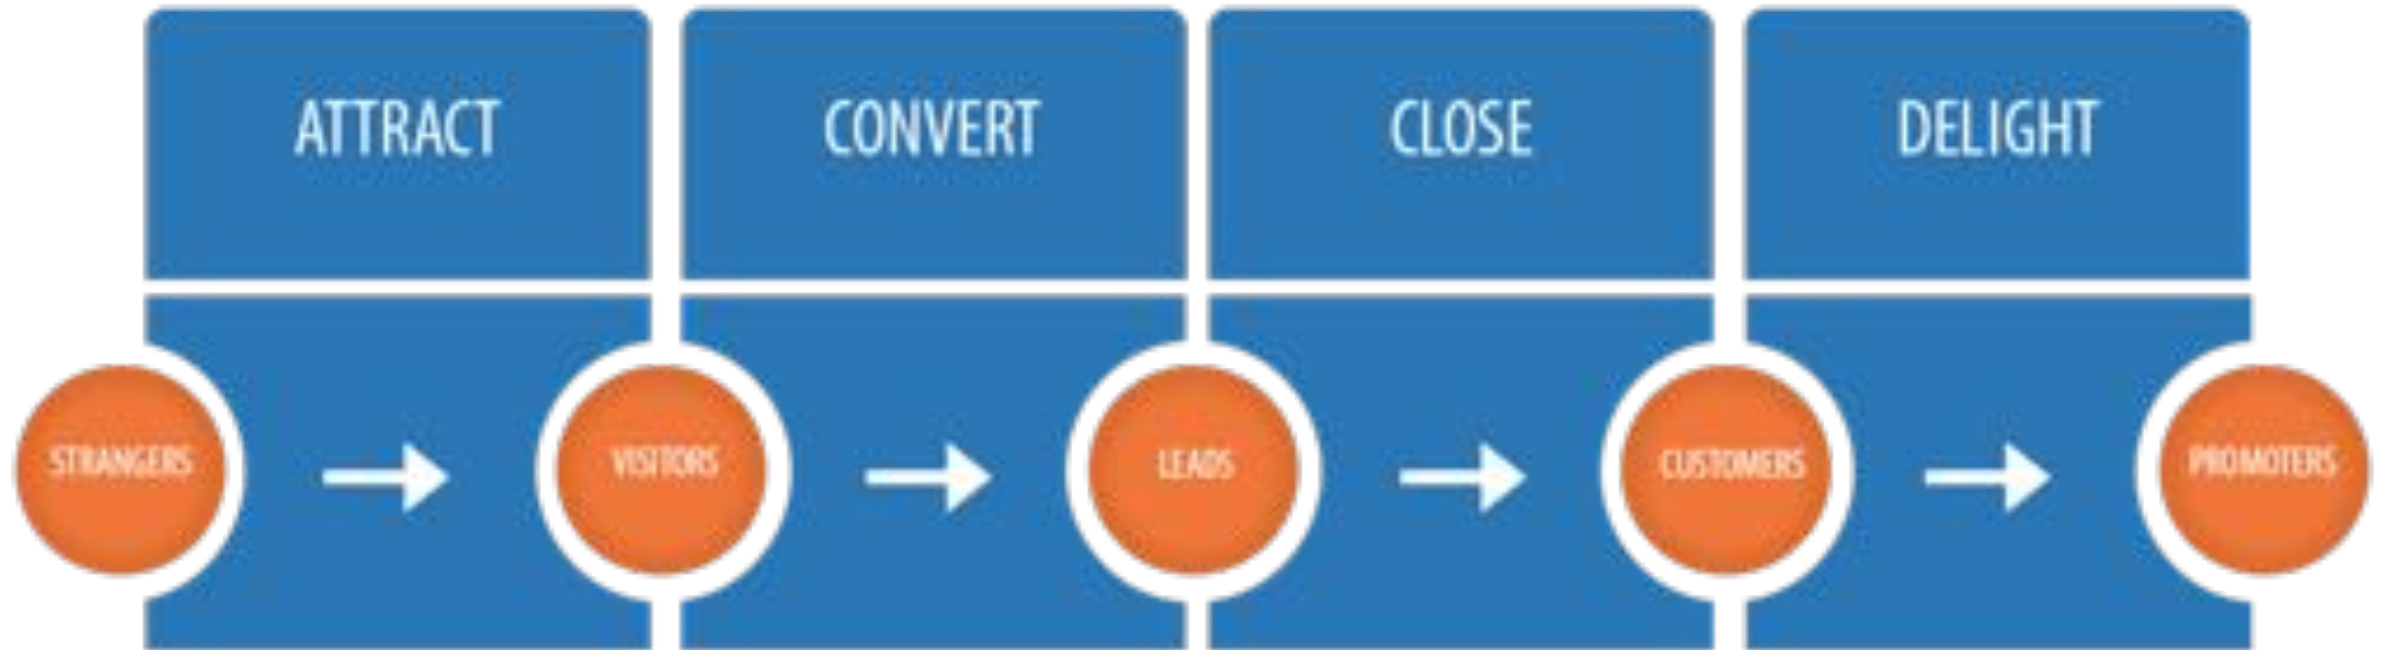 ATTRACT
CONVERT
CLOSE
DELIGHT
STRANGERS
VISITORS
LEADS
CUSTOMERS
PROMOTERS